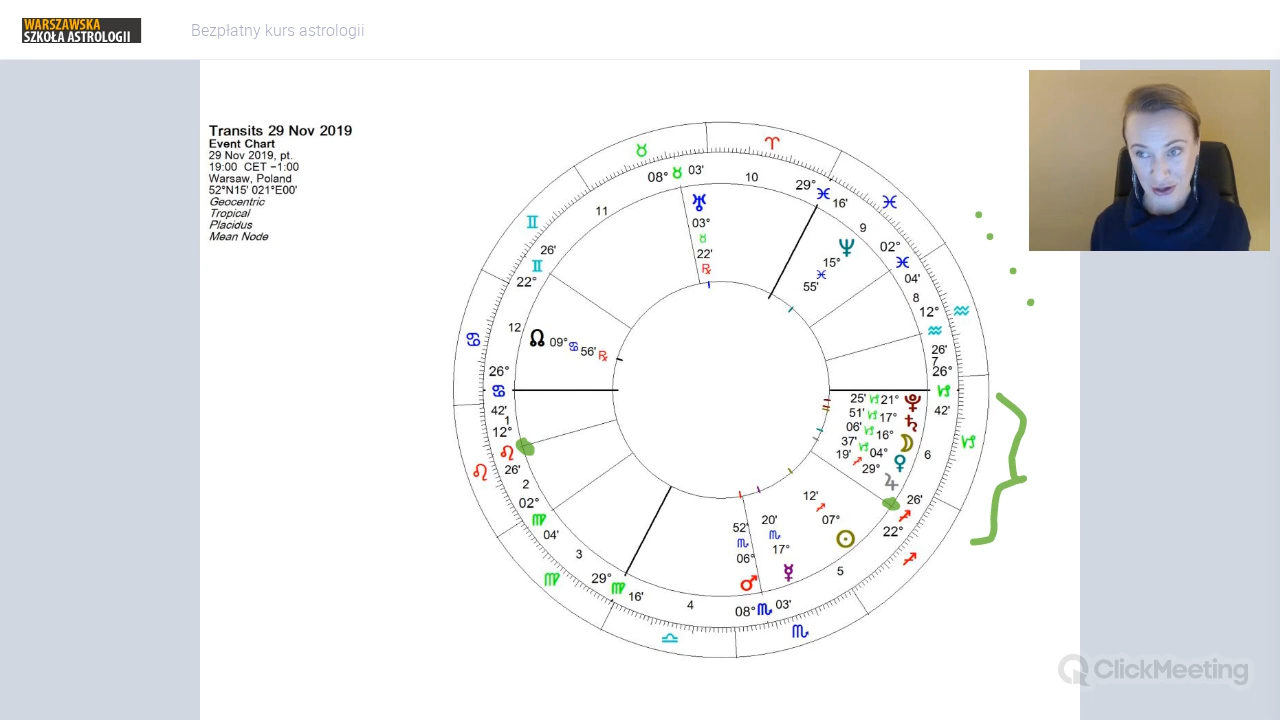 WARSZAWSKA
SZKOŁA ASTROLOGII
Bezpłatny kurs astrologii
Transits 29 Nov 2019
Event Chart
29 Nov 2019, pt.
19:00 CET −1:00
Warsaw, Poland
52°N15' 021°E00'
Geocentric
Tropical
Placidus
Mean Node
♈
♉
08° ♉ 03'
10
29° ♓ 16'
♓
11
♅
03°
♉
22'
℞
9
♆
15°
♓
55'
02°
♓
04'
♊
26'
♊
22°
8
12°
♒
♒
26'
12
☊ 09° ♋ 56' ℞
7
♋
26°
♋
42'
26°
♑
42'
25' ♑ 21° ♇
51' ♑ 17° ♄
06' ♑ 16° ☽
37' ♑ 04° ♀
19' ♐ 29° ♃
♑
6
1
12°
♌
26'
♌
2
02°
♍
04'
♍
3
29° ♍ 16'
26'
♐
22°
♐
12'
♐
07°
☉
5
20'
♏
17°
☿
52'
♏
06°
♂
4
08° ♏ 03'
♎
♏
ClickMeeting